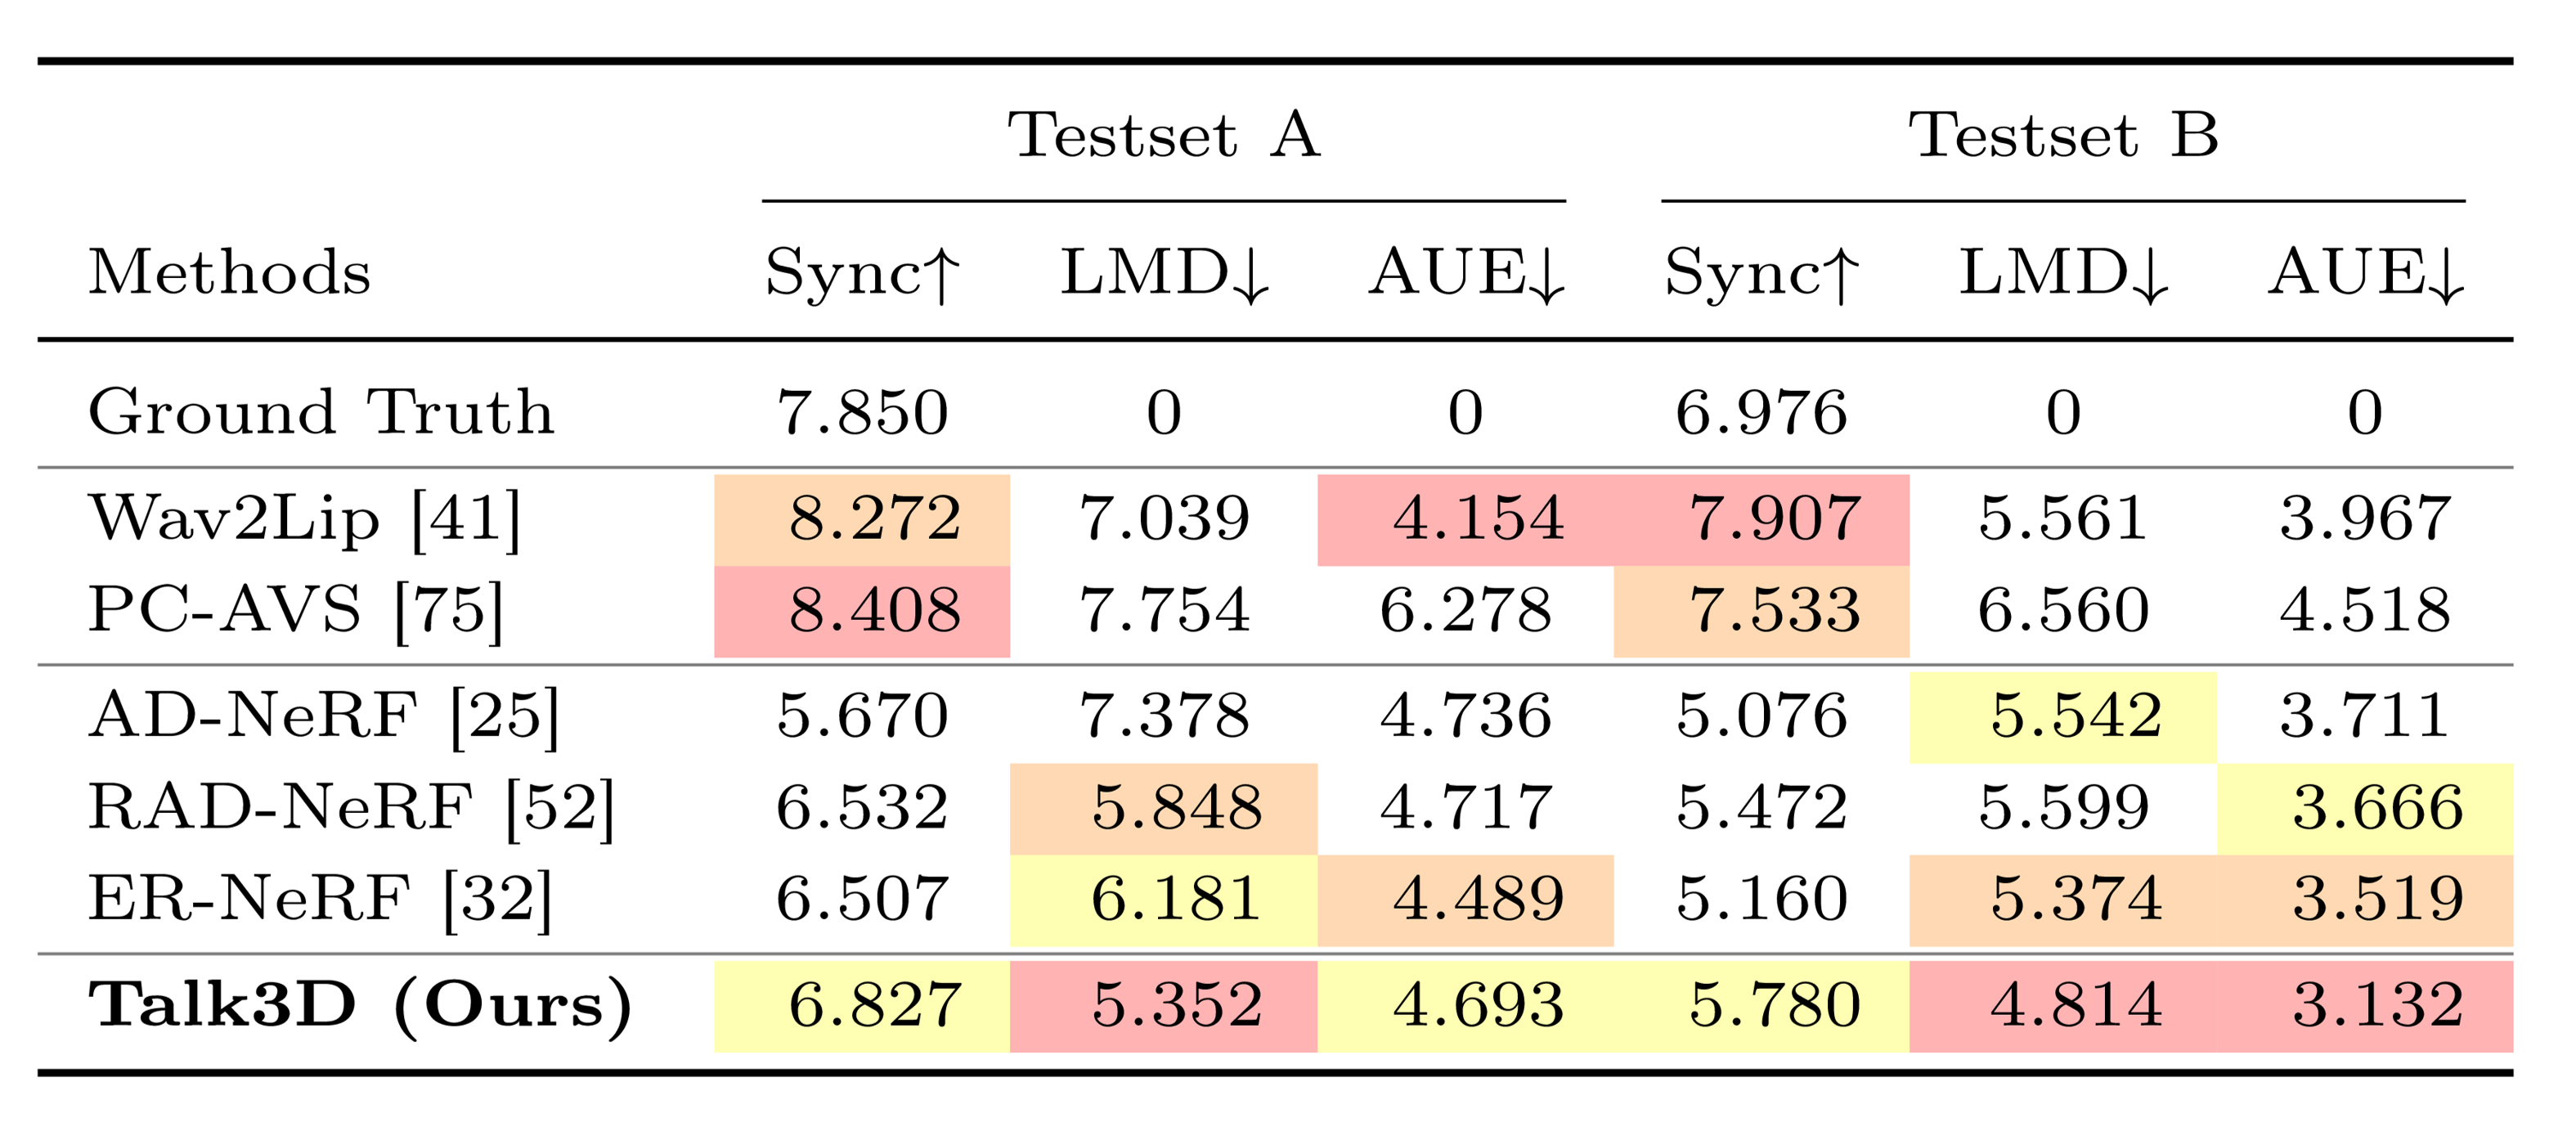 Testset A Testset B
Methods Sync↑ LMD↓ AUE↓ Sync↑ LMD↓ AUE↓
Ground Truth 7.850 0 0 6.976 0 0
Wav2Lip [41] 8.272 7.039 4.154 7.907 5.561 3.967
PC-AVS [75] 8.408 7.754 6.278 7.533 6.560 4.518
AD-NeRF [25] 5.670 7.378 4.736 5.076 5.542 3.711
RAD-NeRF [52] 6.532 5.848 4.717 5.472 5.599 3.666
ER-NeRF [32] 6.507 6.181 4.489 5.160 5.374 3.519
Talk3D (Ours) 6.827 5.352 4.693 5.780 4.814 3.132